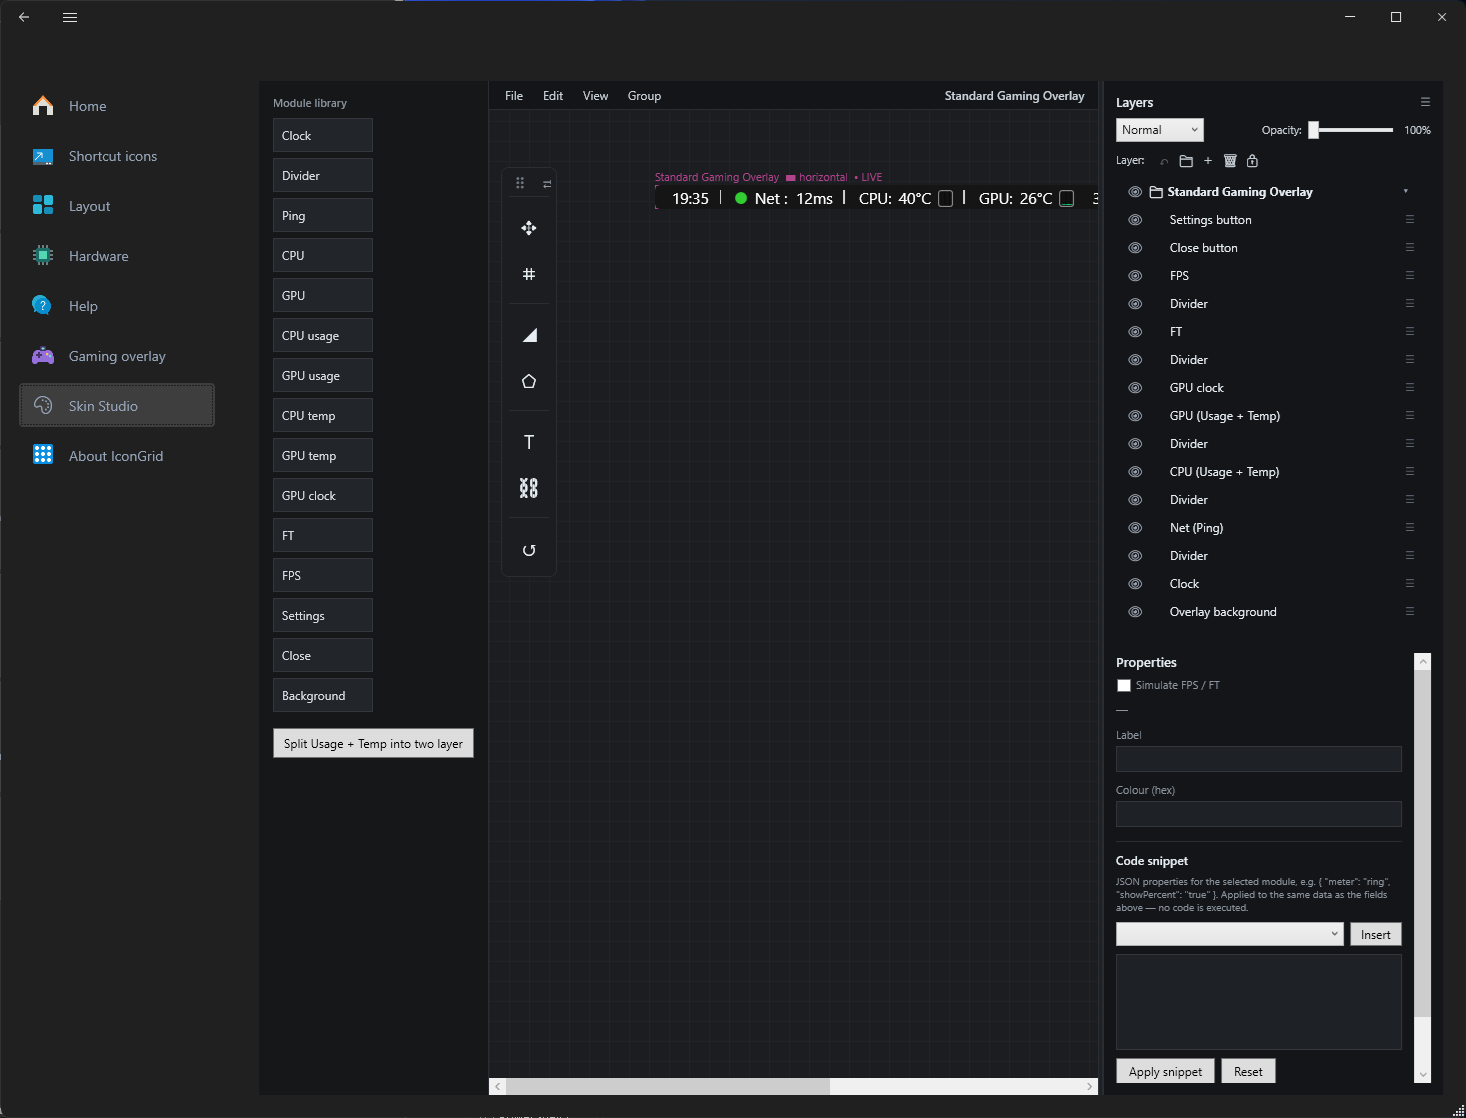 Home
Shortcut icons
Layout
Hardware
Help
Gaming overlay
Skin Studio
About IconGrid
Module library
Clock
Divider
Ping
CPU
GPU
CPU usage
GPU usage
CPU temp
GPU temp
GPU clock
FT
FPS
Settings
Close
Background
Split Usage + Temp into two layer
File Edit View Group Standard Gaming Overlay
Standard Gaming Overlay horizontal • LIVE
19:35 | Net : 12ms | CPU: 40°C | GPU: 26°C 3
T
Layers
Normal Opacity: 100%
Layer:
Standard Gaming Overlay
Settings button
Close button
FPS
Divider
FT
Divider
GPU clock
GPU (Usage + Temp)
Divider
CPU (Usage + Temp)
Divider
Net (Ping)
Divider
Clock
Overlay background
Properties
Simulate FPS / FT
—
Label
Colour (hex)
Code snippet
JSON properties for the selected module, e.g. { "meter": "ring",
"showPercent": "true" }. Applied to the same data as the fields
above — no code is executed.
Insert
Apply snippet Reset